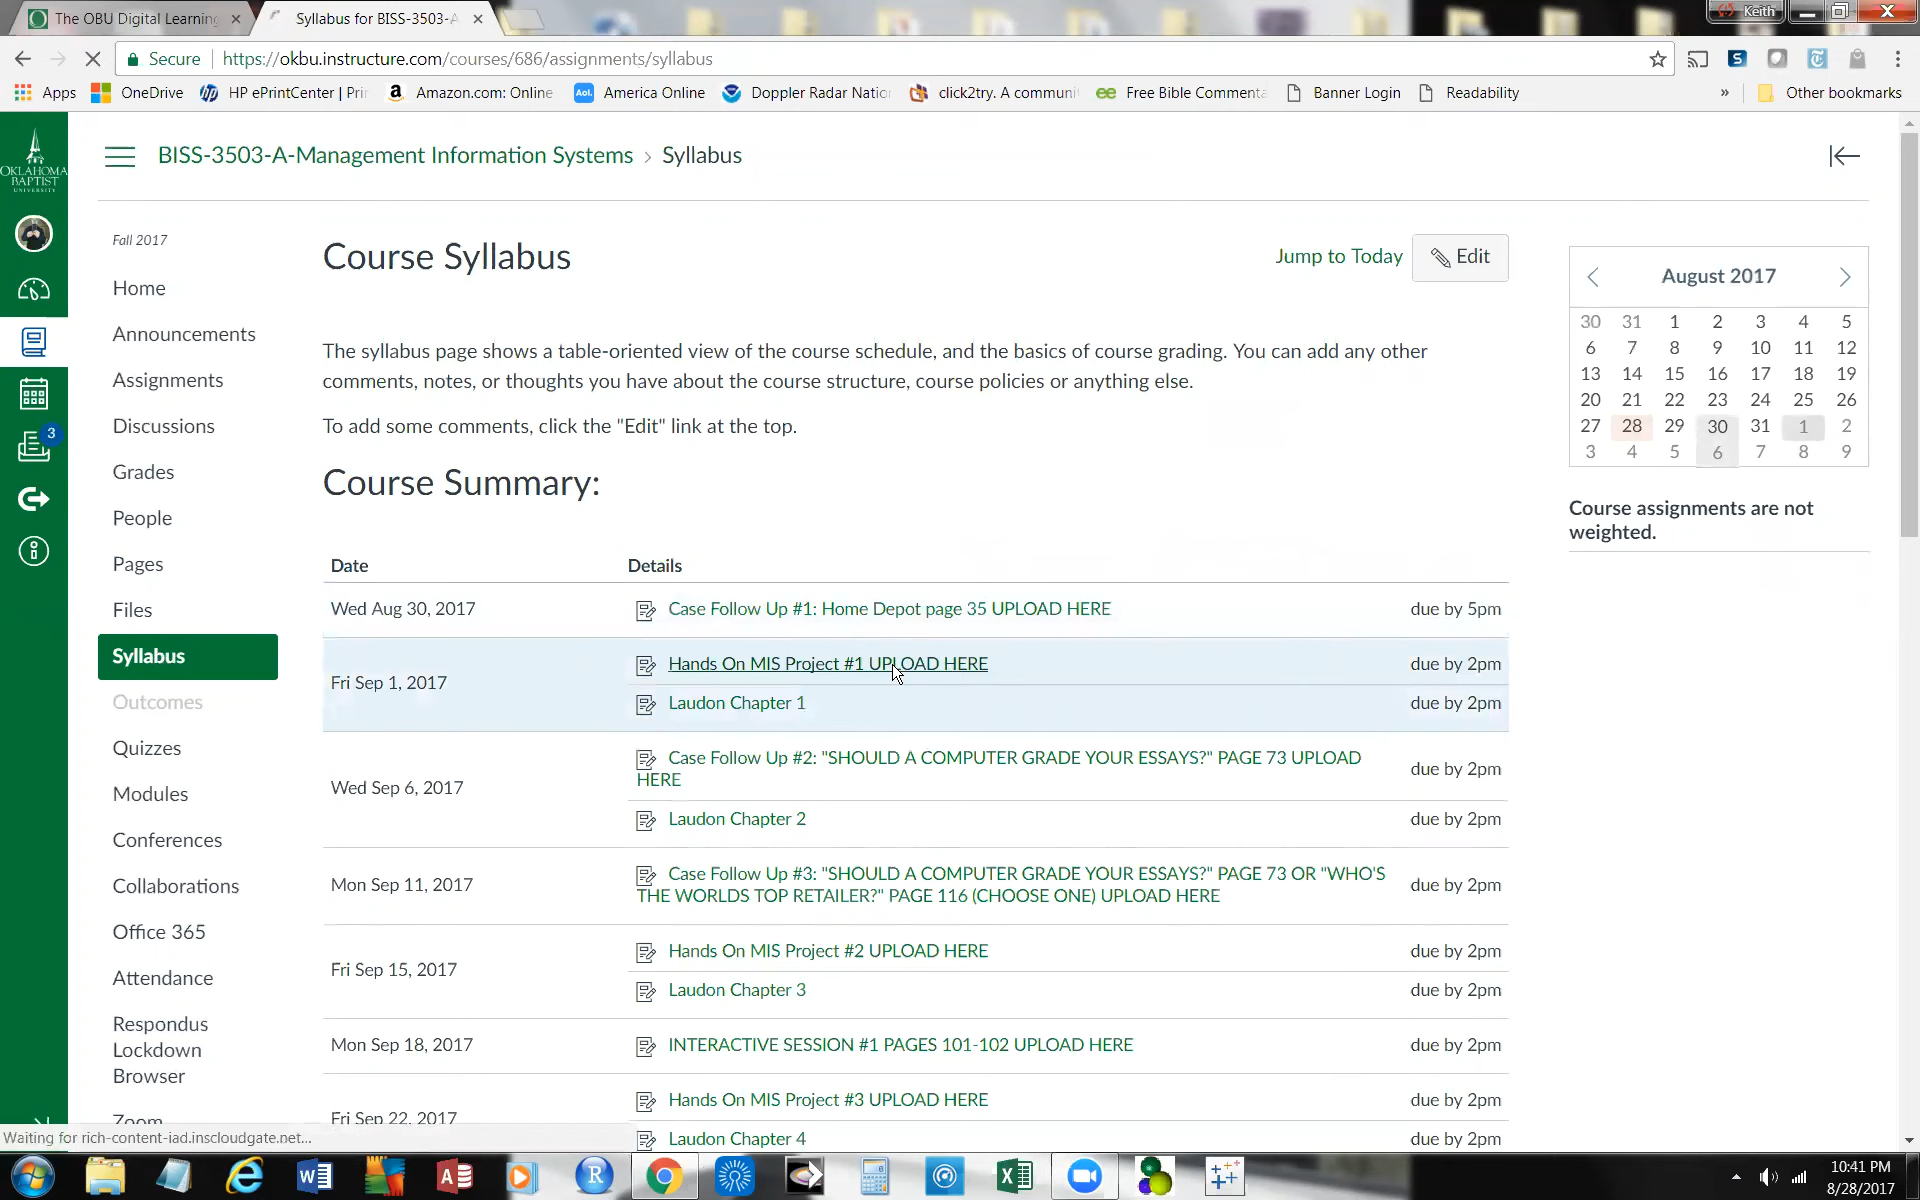 The OBU Digital Learning
Syllabus for BISS-3503-A
Keith
Secure
https://okbu.instructure.com/courses/686/assignments/syllabus
Apps
OneDrive
HP ePrintCenter | Pri
Amazon.com: Online
Aol.
America Online
Doppler Radar Natio
click2try. A communi
Free Bible Commenta
Banner Login
Readability
»
Other bookmarks
OKLAHOMA
BAPTIST
UNIVERSITY
BISS-3503-A-Management Information Systems › Syllabus
3
Fall 2017
Home
Announcements
Assignments
Discussions
Grades
People
Pages
Files
Syllabus
Outcomes
Quizzes
Modules
Conferences
Collaborations
Office 365
Attendance
Respondus
Lockdown
Browser
Zoom
Course Syllabus
Jump to Today
Edit
The syllabus page shows a table-oriented view of the course schedule, and the basics of course grading. You can add any other
comments, notes, or thoughts you have about the course structure, course policies or anything else.
To add some comments, click the "Edit" link at the top.
Course Summary:
Date Details
Wed Aug 30, 2017 Case Follow Up #1: Home Depot page 35 UPLOAD HERE due by 5pm
Fri Sep 1, 2017 Hands On MIS Project #1 UPLOAD HERE due by 2pm
Laudon Chapter 1 due by 2pm
Wed Sep 6, 2017 Case Follow Up #2: "SHOULD A COMPUTER GRADE YOUR ESSAYS?" PAGE 73 UPLOAD
HERE due by 2pm
Laudon Chapter 2 due by 2pm
Mon Sep 11, 2017 Case Follow Up #3: "SHOULD A COMPUTER GRADE YOUR ESSAYS?" PAGE 73 OR "WHO'S
THE WORLDS TOP RETAILER?" PAGE 116 (CHOOSE ONE) UPLOAD HERE due by 2pm
Fri Sep 15, 2017 Hands On MIS Project #2 UPLOAD HERE due by 2pm
Laudon Chapter 3 due by 2pm
Mon Sep 18, 2017 INTERACTIVE SESSION #1 PAGES 101-102 UPLOAD HERE due by 2pm
Fri Sep 22, 2017 Hands On MIS Project #3 UPLOAD HERE due by 2pm
Laudon Chapter 4 due by 2pm
August 2017
30 31 1 2 3 4 5
6 7 8 9 10 11 12
13 14 15 16 17 18 19
20 21 22 23 24 25 26
27 28 29 30 31 1 2
3 4 5 6 7 8 9
Course assignments are not
weighted.
Waiting for rich-content-iad.inscloudgate.net...
10:41 PM
8/28/2017